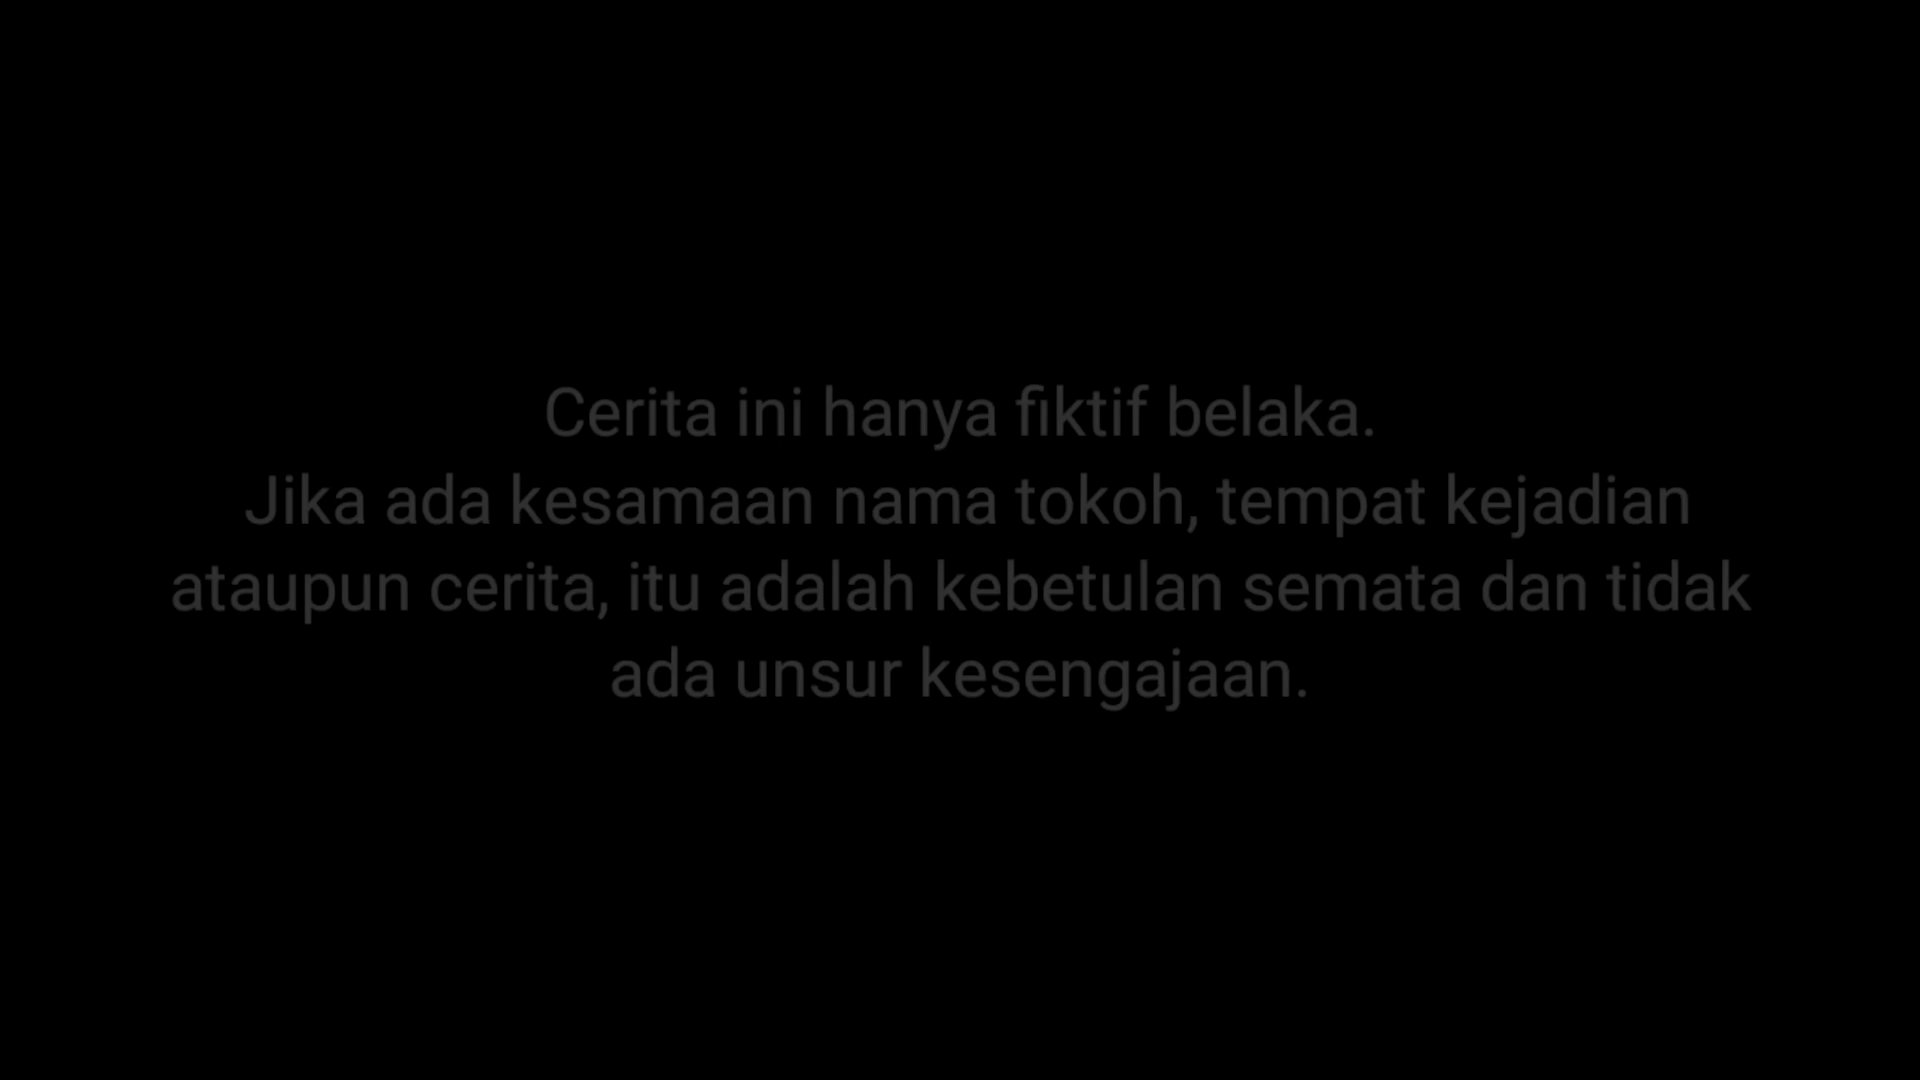 Cerita ini hanya fiktif belaka.
Jika ada kesamaan nama tokoh, tempat kejadian
ataupun cerita, itu adalah kebetulan semata dan tidak
ada unsur kesengajaan.